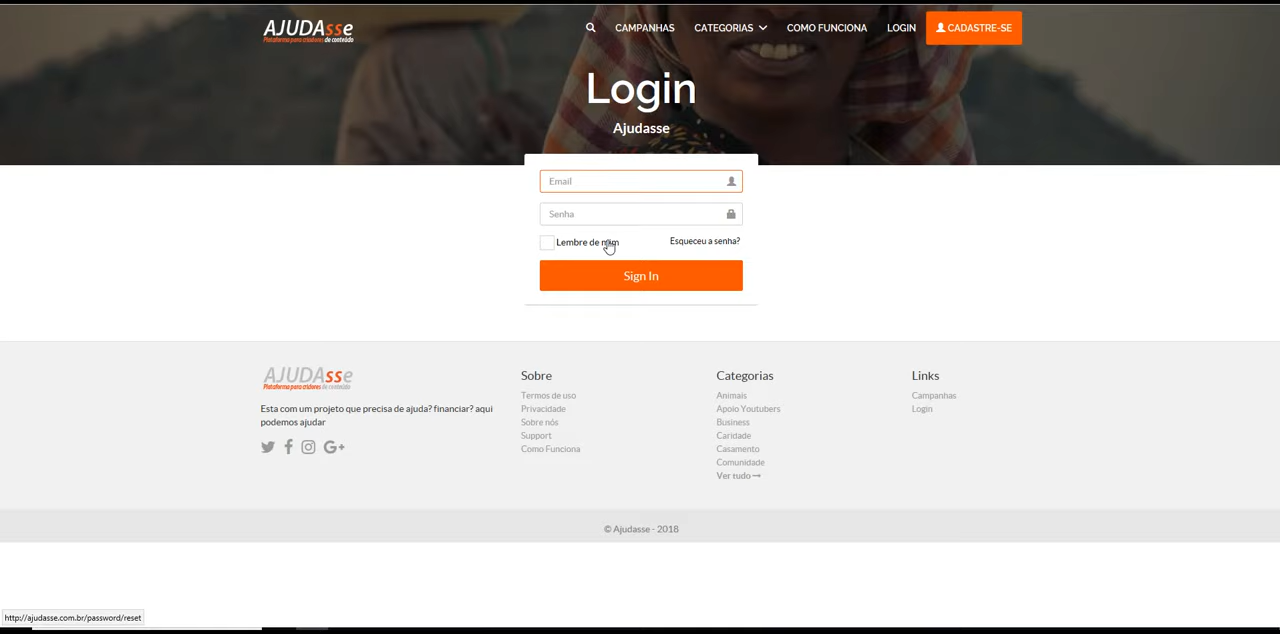 AJUDAsse
Plataforma para criadores de conteúdo
CAMPANHAS
CATEGORIAS
COMO FUNCIONA
LOGIN
CADASTRE-SE
Login
Ajudasse
Email
Senha
Lembre de mim
Esqueceu a senha?
Sign In
AJUDAsse
Plataforma para criadores de conteúdo
Esta com um projeto que precisa de ajuda? financiar? aqui
podemos ajudar
Sobre
Termos de uso
Privacidade
Sobre nós
Support
Como Funciona
Categorias
Animais
Apoio Youtubers
Business
Caridade
Casamento
Comunidade
Ver tudo
Links
Campanhas
Login
© Ajudasse - 2018
http://ajudasse.com.br/password/reset